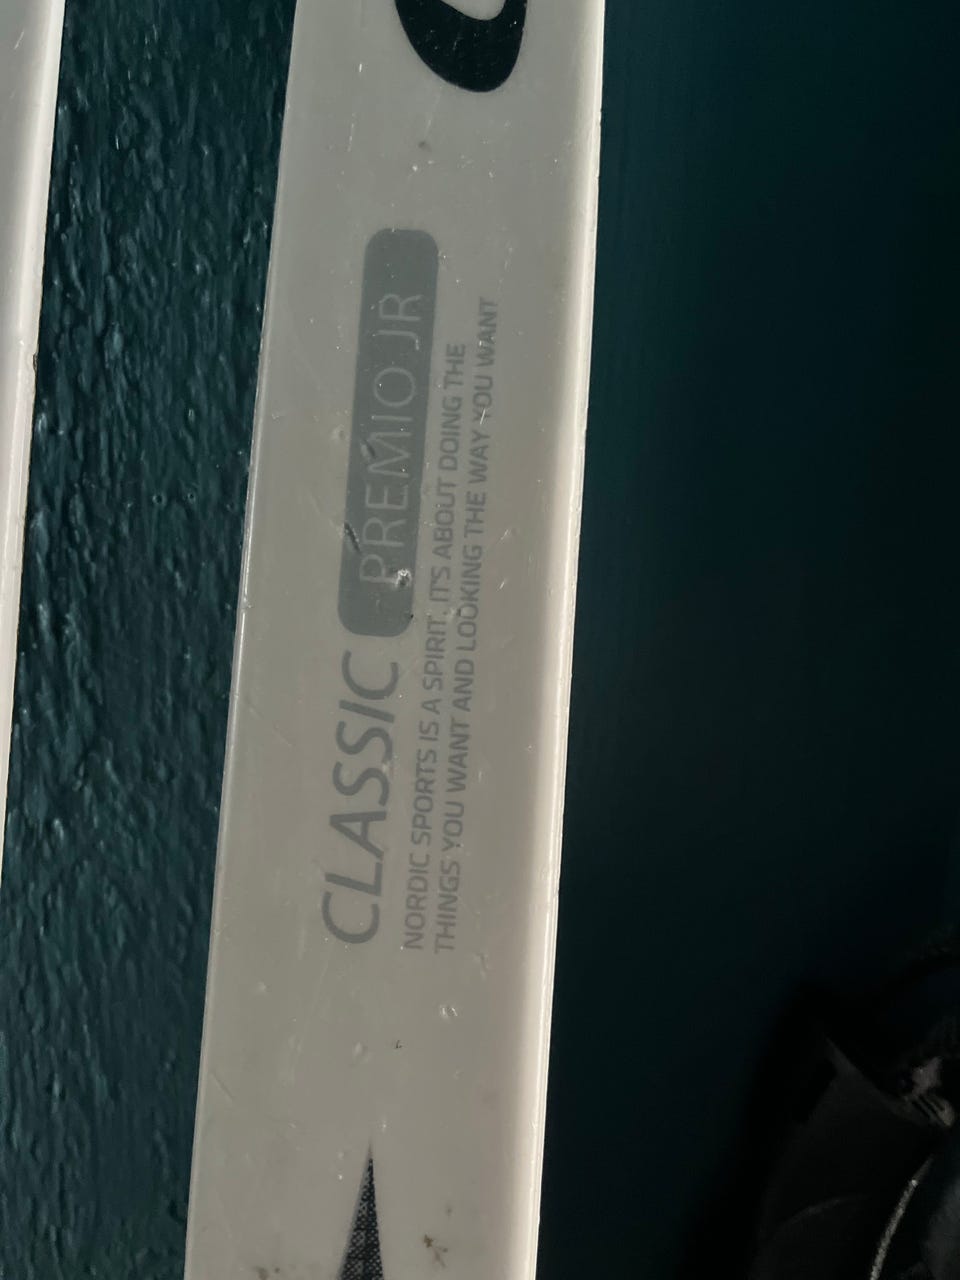 CLASSIC PREMIO JR
NORDIC SPORTS IS A SPIRIT. IT'S ABOUT DOING THE
THINGS YOU WANT AND LOOKING THE WAY YOU WANT